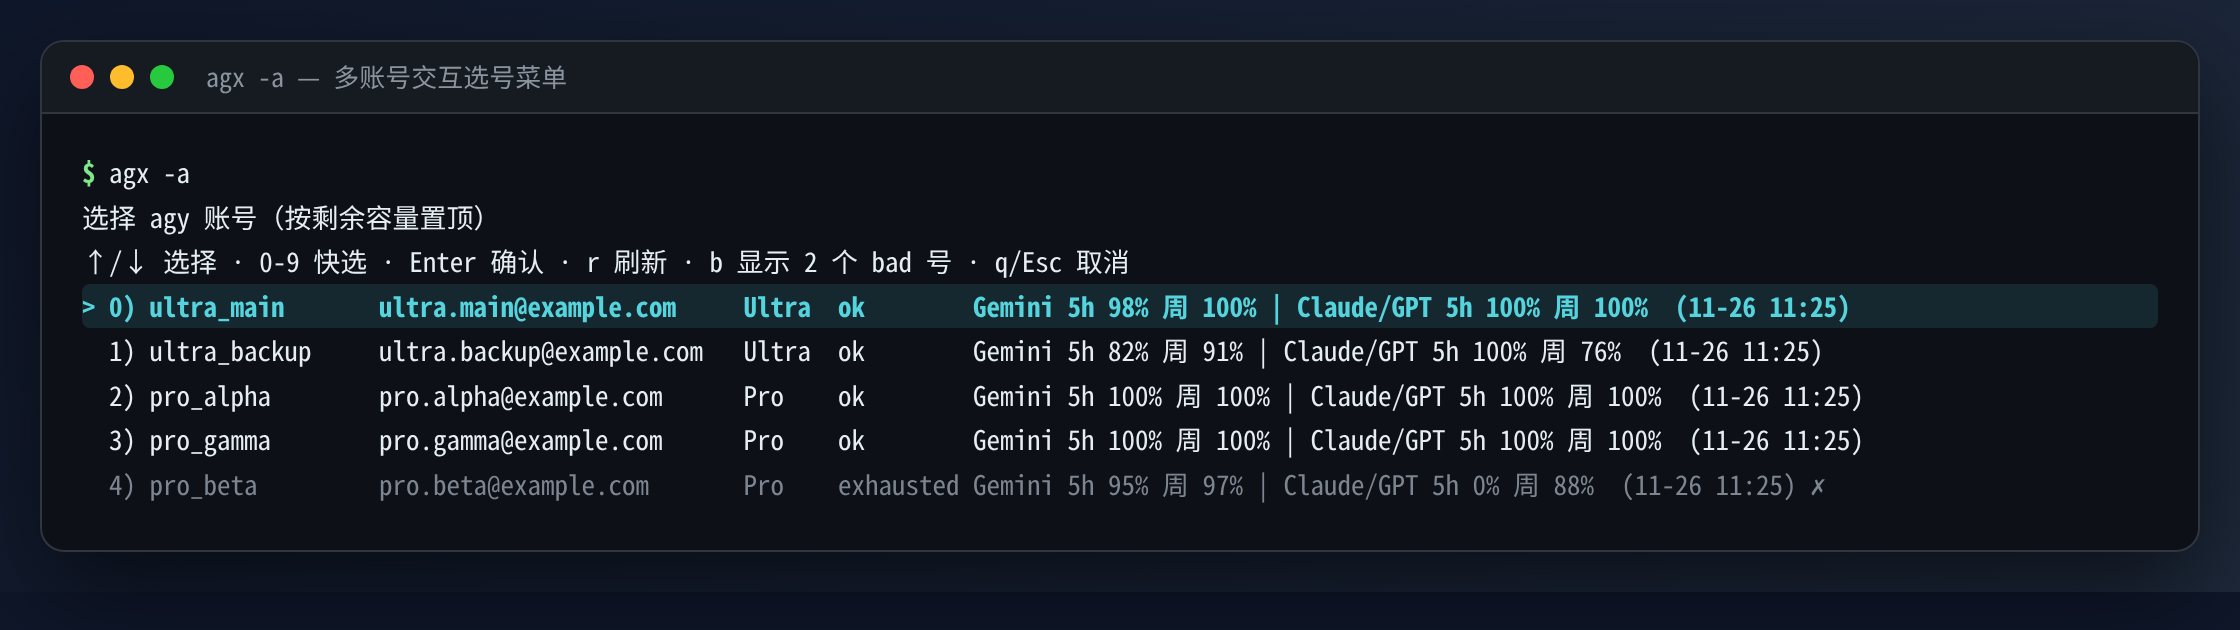 agx -a — 多账号交互选号菜单
$ agx -a
选择 agy 账号（按剩余容量置顶）
↑/↓ 选择 · 0-9 快选 · Enter 确认 · r 刷新 · b 显示 2 个 bad 号 · q/Esc 取消
> 0) ultra_main ultra.main@example.com Ultra ok Gemini 5h 98% 周 100% | Claude/GPT 5h 100% 周 100% (11-26 11:25)
1) ultra_backup ultra.backup@example.com Ultra ok Gemini 5h 82% 周 91% | Claude/GPT 5h 100% 周 76% (11-26 11:25)
2) pro_alpha pro.alpha@example.com Pro ok Gemini 5h 100% 周 100% | Claude/GPT 5h 100% 周 100% (11-26 11:25)
3) pro_gamma pro.gamma@example.com Pro ok Gemini 5h 100% 周 100% | Claude/GPT 5h 100% 周 100% (11-26 11:25)
4) pro_beta pro.beta@example.com Pro exhausted Gemini 5h 95% 周 97% | Claude/GPT 5h 0% 周 88% (11-26 11:25) ✗